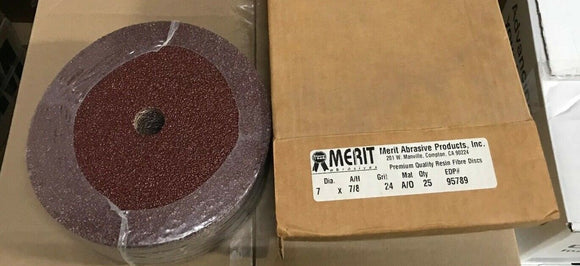 MERIT
abrasives
Merit Abrasive Products, Inc.
201 W. Manville, Compton, CA 90224
Premium Quality Resin Fibre Discs
Dia. A/H Grit Mat Qty EDP#
7 x 7/8 24 A/O 25 95789
Advanc